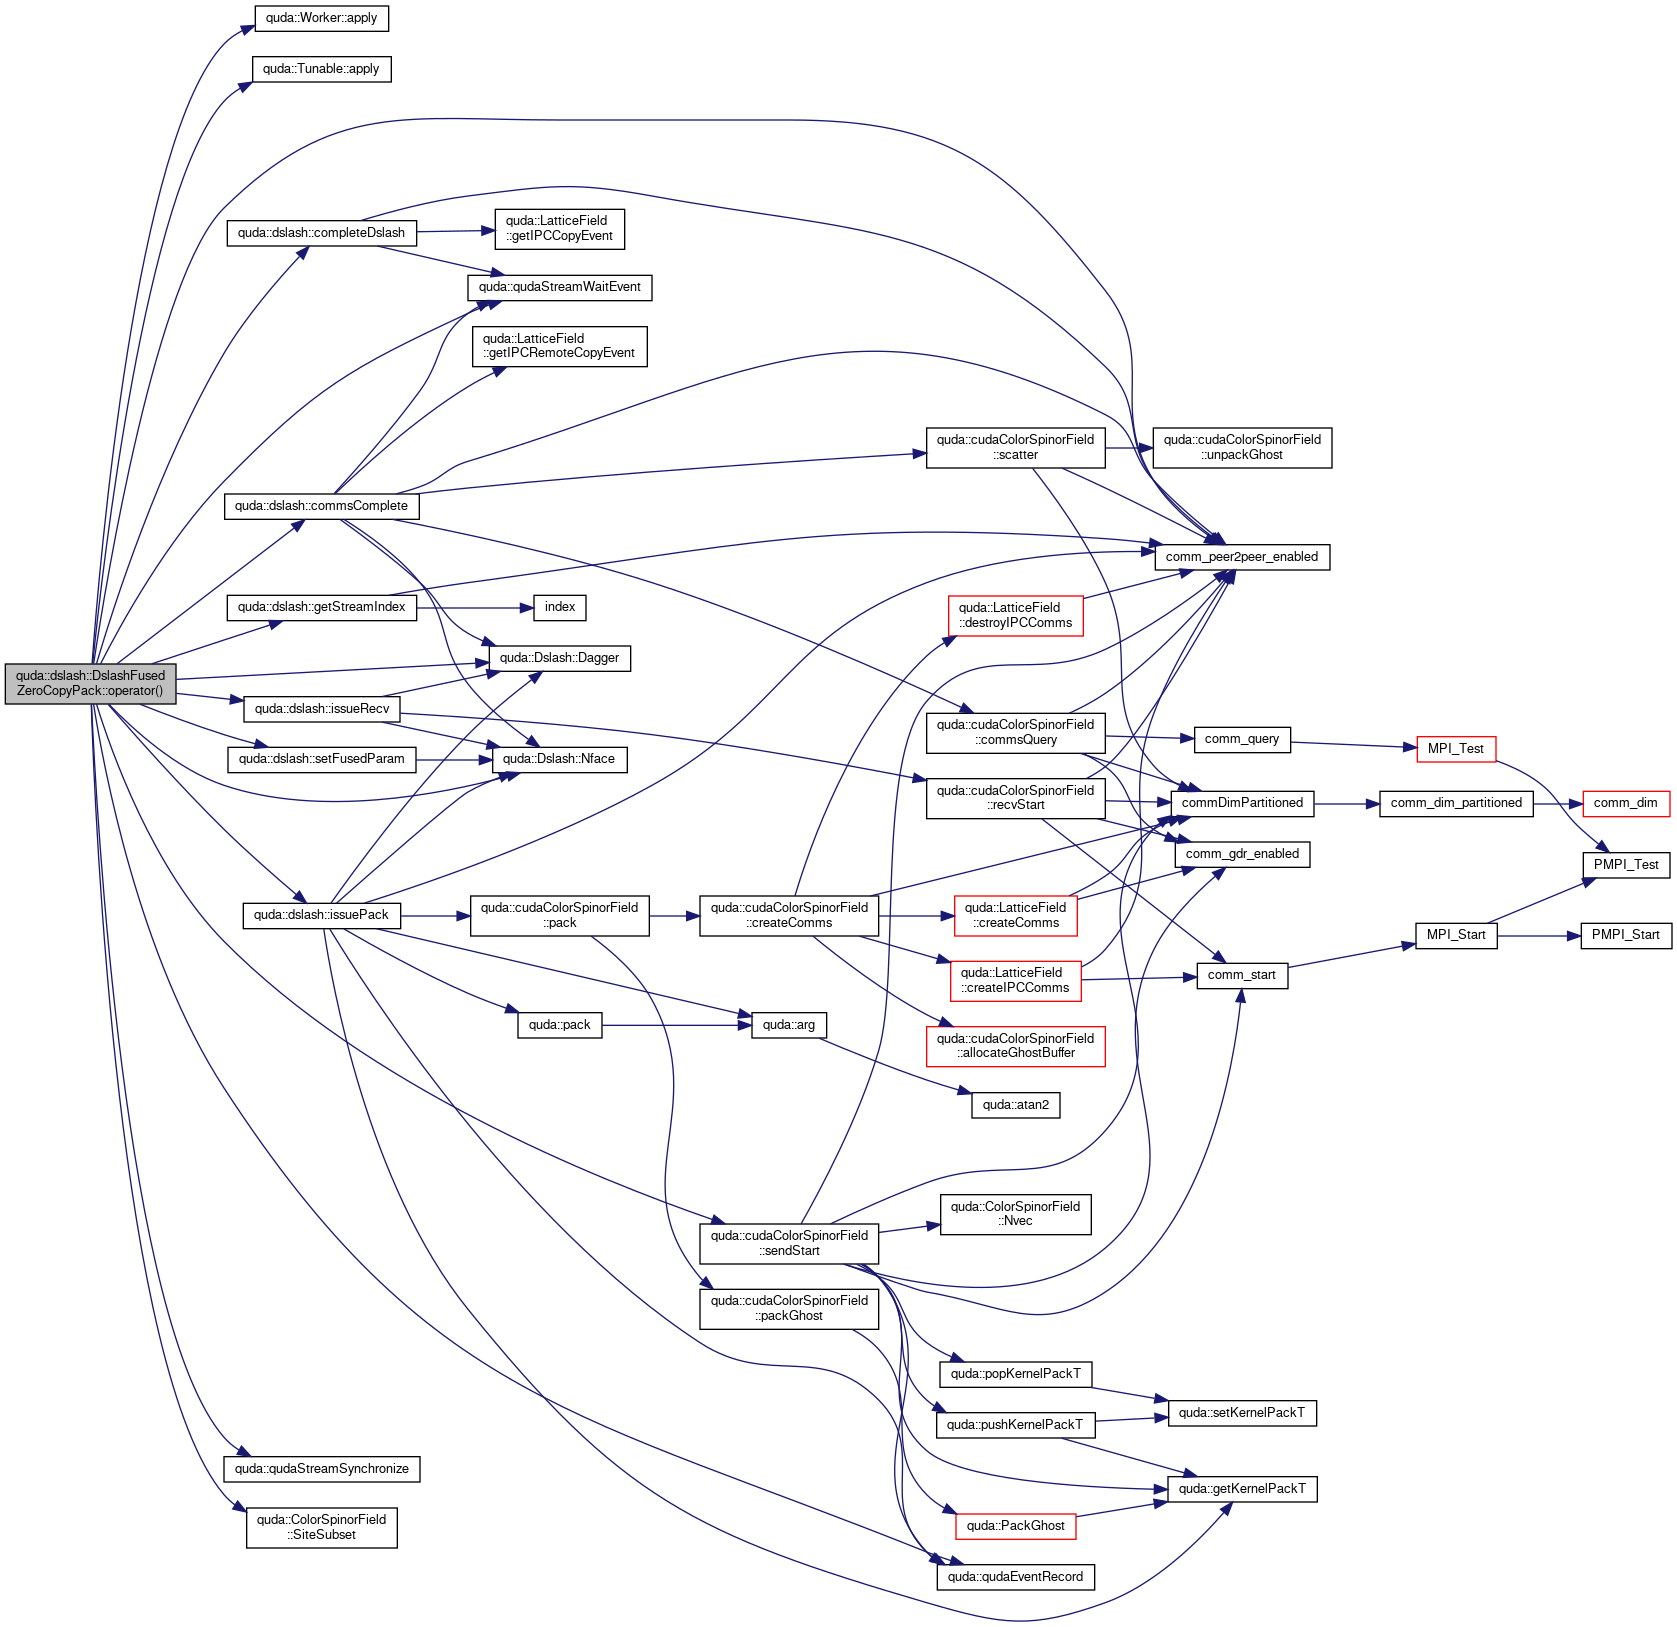 quda::Worker::apply
quda::Tunable::apply
quda::dslash::completeDslash
quda::LatticeField
::getIPCCopyEvent
quda::qudaStreamWaitEvent
quda::LatticeField
::getIPCRemoteCopyEvent
quda::cudaColorSpinorField
::scatter
quda::cudaColorSpinorField
::unpackGhost
quda::dslash::commsComplete
comm_peer2peer_enabled
quda::dslash::getStreamIndex
index
quda::LatticeField
::destroyIPCComms
quda::Dslash::Dagger
quda::dslash::DslashFused
ZeroCopyPack::operator()
quda::dslash::issueRecv
quda::cudaColorSpinorField
::commsQuery
comm_query
MPI_Test
quda::dslash::setFusedParam
quda::Dslash::Nface
quda::cudaColorSpinorField
::recvStart
commDimPartitioned
comm_dim_partitioned
comm_dim
comm_gdr_enabled
PMPI_Test
quda::dslash::issuePack
quda::cudaColorSpinorField
::pack
quda::cudaColorSpinorField
::createComms
quda::LatticeField
::createComms
MPI_Start
PMPI_Start
quda::LatticeField
::createIPCComms
comm_start
quda::pack
quda::arg
quda::cudaColorSpinorField
::allocateGhostBuffer
quda::atan2
quda::cudaColorSpinorField
::sendStart
quda::ColorSpinorField
::Nvec
quda::cudaColorSpinorField
::packGhost
quda::popKernelPackT
quda::pushKernelPackT
quda::setKernelPackT
quda::qudaStreamSynchronize
quda::getKernelPackT
quda::ColorSpinorField
::SiteSubset
quda::PackGhost
quda::qudaEventRecord